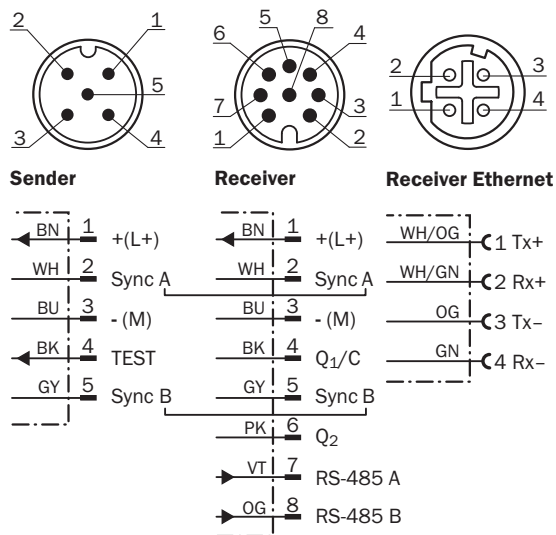 2 1
5
3 4
5 8
6 4
7 3
1 2
2 3
1 4
Sender
BN 1 +(L+)
WH 2 Sync A
BU 3 - (M)
BK 4 TEST
GY 5 Sync B
Receiver
BN 1 +(L+)
WH 2 Sync A
BU 3 - (M)
BK 4 Q1/C
GY 5 Sync B
PK 6 Q2
VT 7 RS-485 A
OG 8 RS-485 B
Receiver Ethernet
WH/OG 1 Tx+
WH/GN 2 Rx+
OG 3 Tx–
GN 4 Rx–